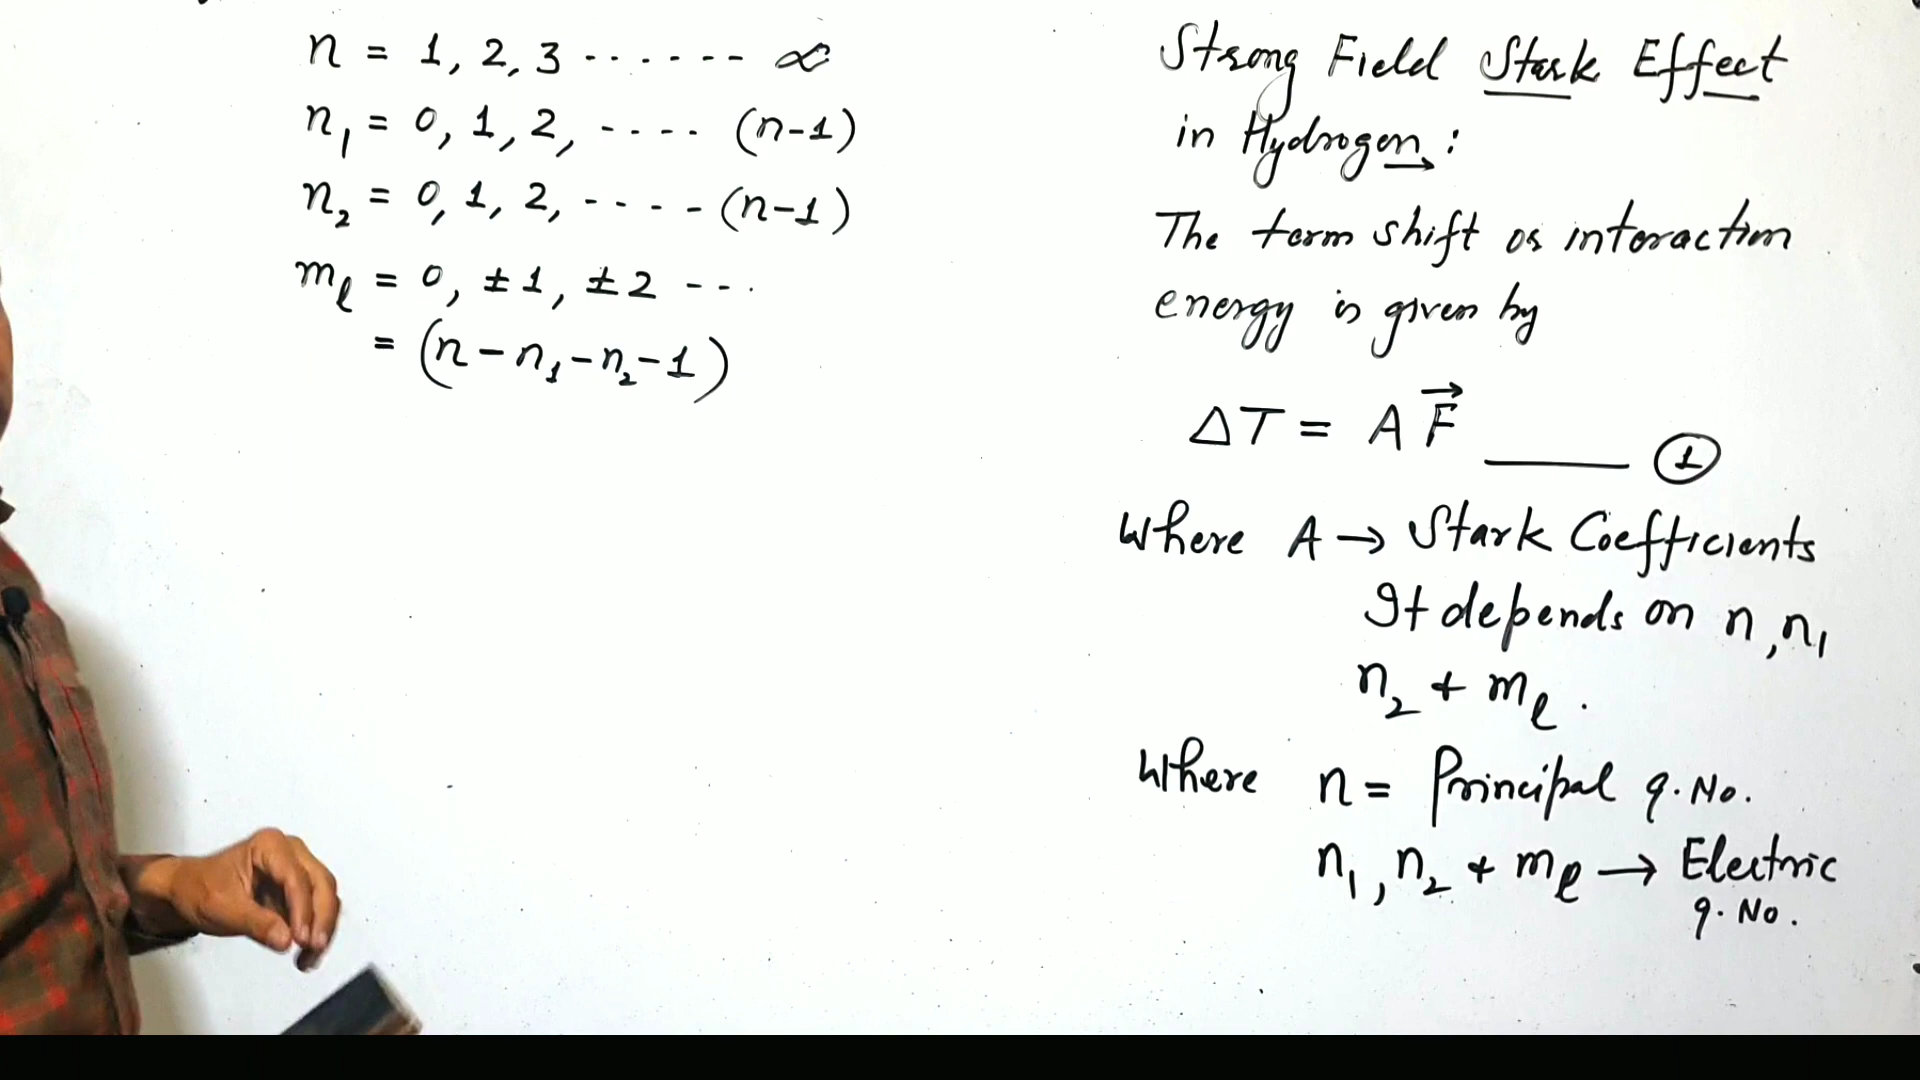 n = 1, 2, 3 ------ ∞
n₁ = 0, 1, 2, ---- (n-1)
n₂ = 0, 1, 2, ---- (n-1)
mℓ = 0, ±1, ±2 ---
= (n-n₁-n₂-1)
Strong Field Stark Effect
in Hydrogen :
The term shift or interaction
energy is given by
ΔT = A F⃗ ——— ①
Where A → Stark Coefficients
It depends on n, n₁
n₂ + mℓ .
Where n = Principal q. No.
n₁, n₂ + mℓ → Electric
q. No.